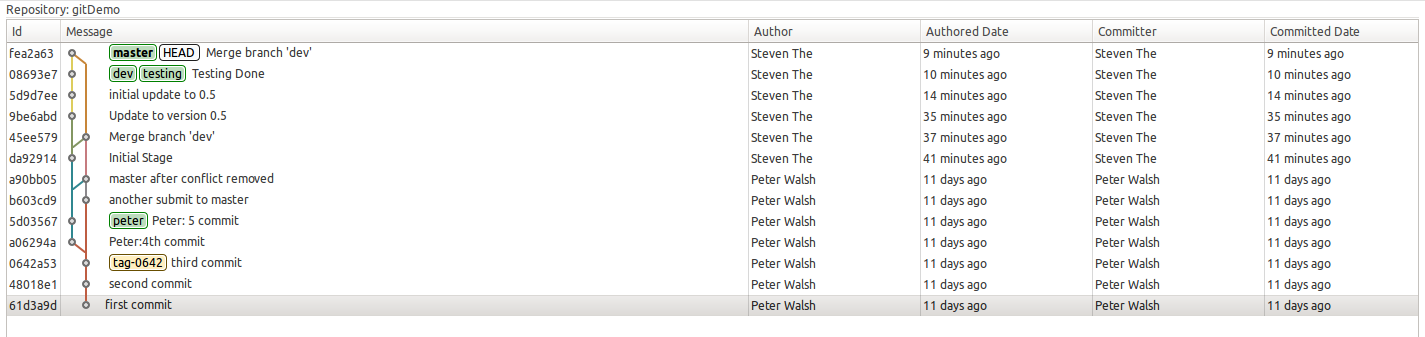 Repository: gitDemo
Id Message Author Authored Date Committer Committed Date
fea2a63 master HEAD Merge branch 'dev' Steven The 9 minutes ago Steven The 9 minutes ago
08693e7 dev testing Testing Done Steven The 10 minutes ago Steven The 10 minutes ago
5d9d7ee initial update to 0.5 Steven The 14 minutes ago Steven The 14 minutes ago
9be6abd Update to version 0.5 Steven The 35 minutes ago Steven The 35 minutes ago
45ee579 Merge branch 'dev' Steven The 37 minutes ago Steven The 37 minutes ago
da92914 Initial Stage Steven The 41 minutes ago Steven The 41 minutes ago
a90bb05 master after conflict removed Peter Walsh 11 days ago Peter Walsh 11 days ago
b603cd9 another submit to master Peter Walsh 11 days ago Peter Walsh 11 days ago
5d03567 peter Peter: 5 commit Peter Walsh 11 days ago Peter Walsh 11 days ago
a06294a Peter:4th commit Peter Walsh 11 days ago Peter Walsh 11 days ago
0642a53 tag-0642 third commit Peter Walsh 11 days ago Peter Walsh 11 days ago
48018e1 second commit Peter Walsh 11 days ago Peter Walsh 11 days ago
61d3a9d first commit Peter Walsh 11 days ago Peter Walsh 11 days ago